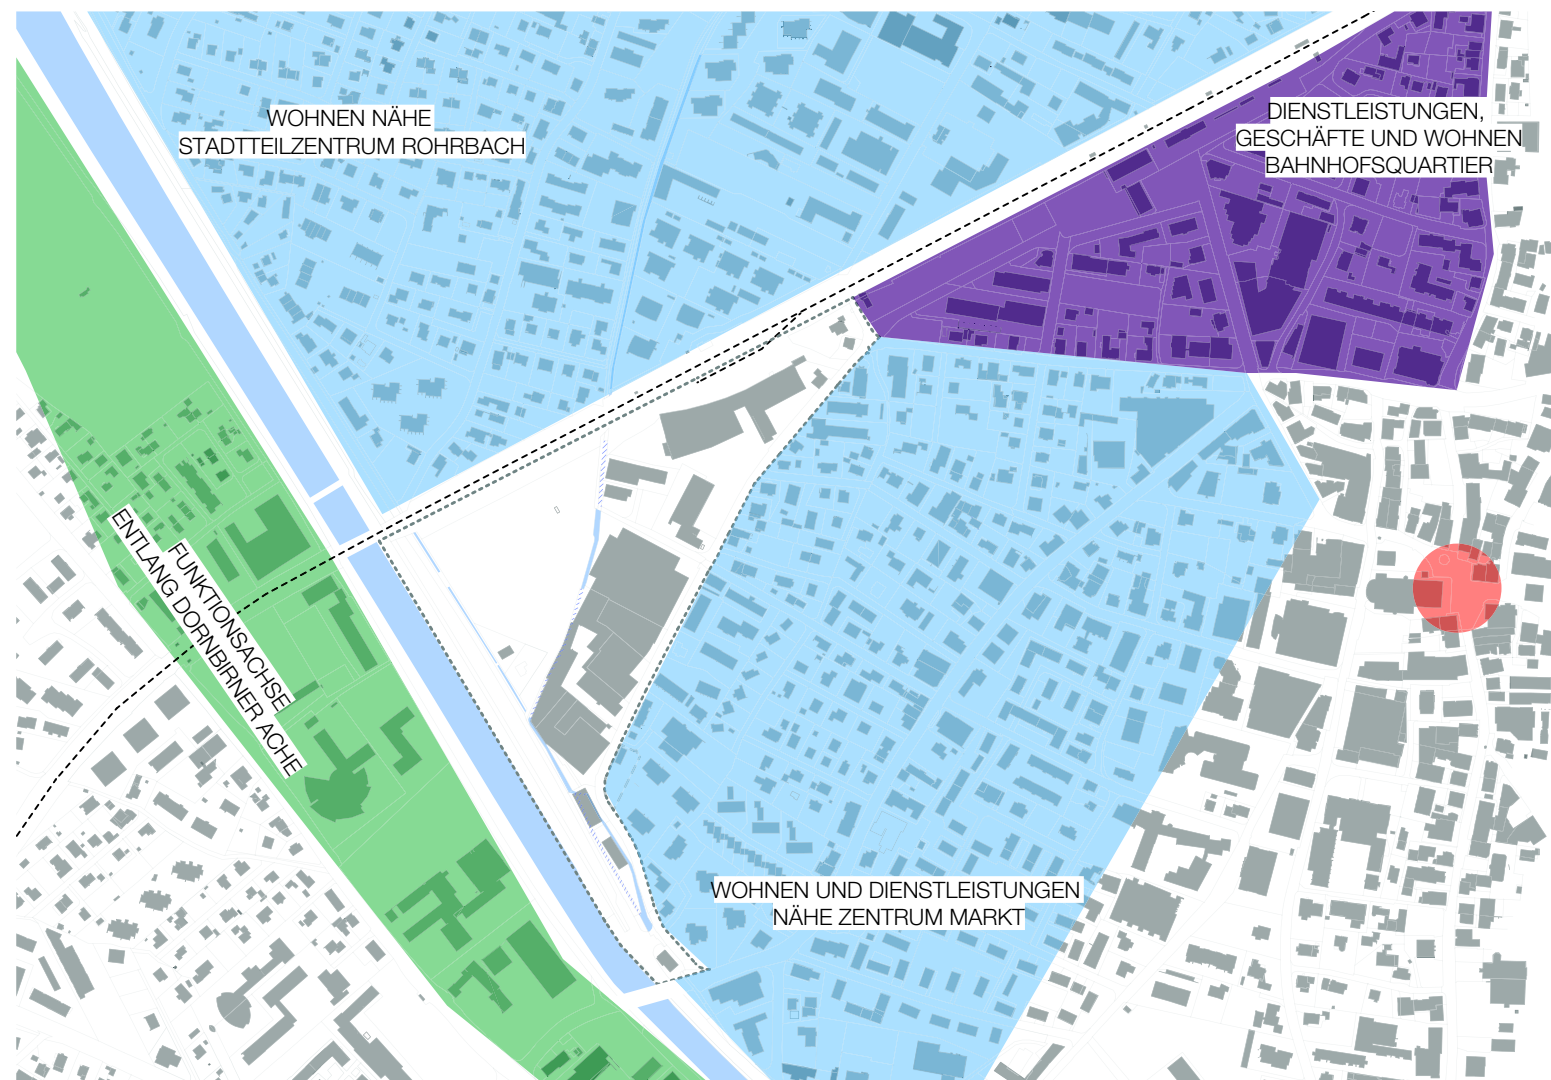 WOHNEN NÄHE
STADTTEILZENTRUM ROHRBACH
DIENSTLEISTUNGEN,
GESCHÄFTE UND WOHNEN
BAHNHOFSQUARTIER
FUNKTIONSACHSE
ENTLANG DORNBIRNER ACHE
WOHNEN UND DIENSTLEISTUNGEN
NÄHE ZENTRUM MARKT